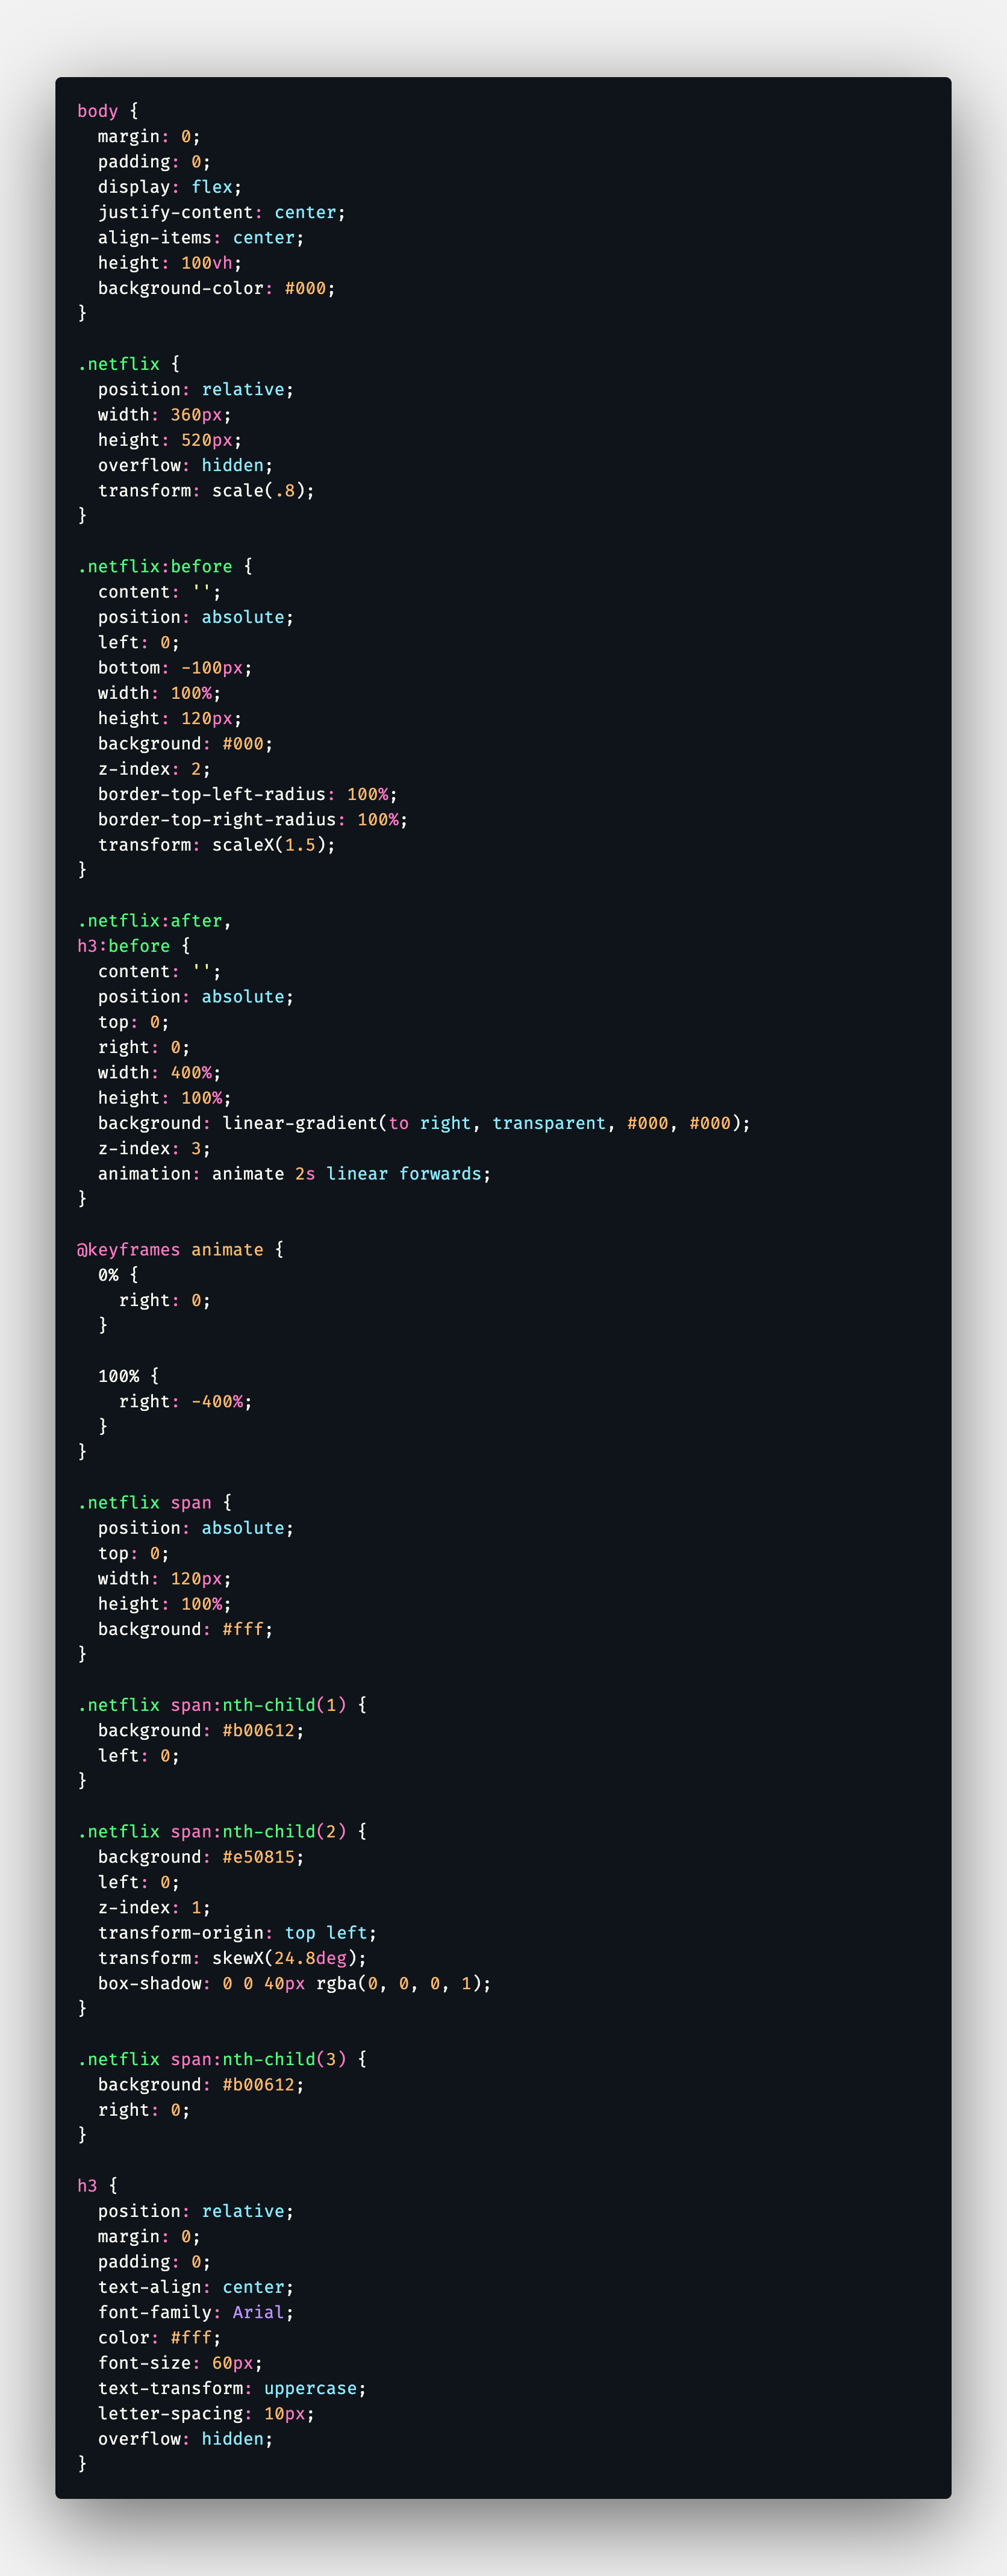 body {
  margin: 0;
  padding: 0;
  display: flex;
  justify-content: center;
  align-items: center;
  height: 100vh;
  background-color: #000;
}

.netflix {
  position: relative;
  width: 360px;
  height: 520px;
  overflow: hidden;
  transform: scale(.8);
}

.netflix:before {
  content: '';
  position: absolute;
  left: 0;
  bottom: -100px;
  width: 100%;
  height: 120px;
  background: #000;
  z-index: 2;
  border-top-left-radius: 100%;
  border-top-right-radius: 100%;
  transform: scaleX(1.5);
}

.netflix:after,
h3:before {
  content: '';
  position: absolute;
  top: 0;
  right: 0;
  width: 400%;
  height: 100%;
  background: linear-gradient(to right, transparent, #000, #000);
  z-index: 3;
  animation: animate 2s linear forwards;
}

@keyframes animate {
  0% {
    right: 0;
  }

  100% {
    right: -400%;
  }
}

.netflix span {
  position: absolute;
  top: 0;
  width: 120px;
  height: 100%;
  background: #fff;
}

.netflix span:nth-child(1) {
  background: #b00612;
  left: 0;
}

.netflix span:nth-child(2) {
  background: #e50815;
  left: 0;
  z-index: 1;
  transform-origin: top left;
  transform: skewX(24.8deg);
  box-shadow: 0 0 40px rgba(0, 0, 0, 1);
}

.netflix span:nth-child(3) {
  background: #b00612;
  right: 0;
}

h3 {
  position: relative;
  margin: 0;
  padding: 0;
  text-align: center;
  font-family: Arial;
  color: #fff;
  font-size: 60px;
  text-transform: uppercase;
  letter-spacing: 10px;
  overflow: hidden;
}